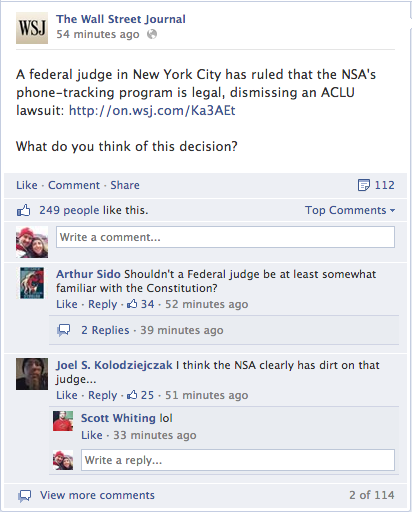 WSJ
The Wall Street Journal
54 minutes ago
A federal judge in New York City has ruled that the NSA's
phone-tracking program is legal, dismissing an ACLU
lawsuit: http://on.wsj.com/Ka3AEt
What do you think of this decision?
Like · Comment · Share 112
249 people like this. Top Comments
Write a comment...
Arthur Sido Shouldn't a Federal judge be at least somewhat
familiar with the Constitution?
Like · Reply · 34 · 52 minutes ago
2 Replies · 39 minutes ago
Joel S. Kolodziejczak I think the NSA clearly has dirt on that
judge...
Like · Reply · 25 · 51 minutes ago
Scott Whiting lol
Like · 33 minutes ago
Write a reply...
View more comments 2 of 114